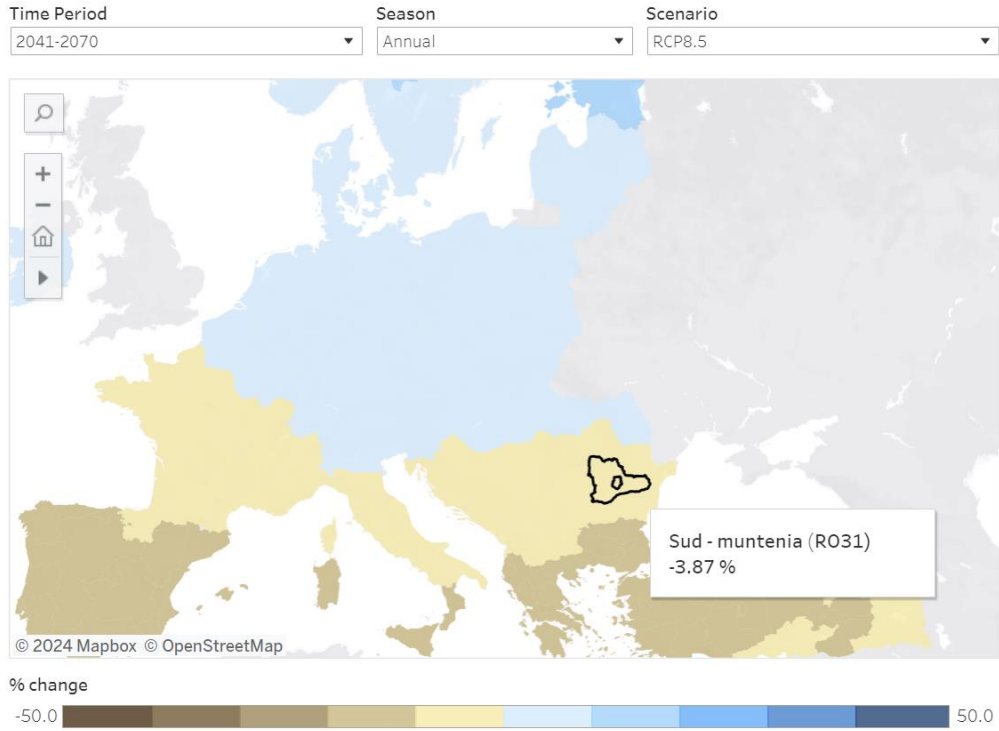 Time Period
Season
Scenario
2041-2070
Annual
RCP8.5
Sud - muntenia (RO31)
-3.87 %
© 2024 Mapbox © OpenStreetMap
% change
-50.0
50.0